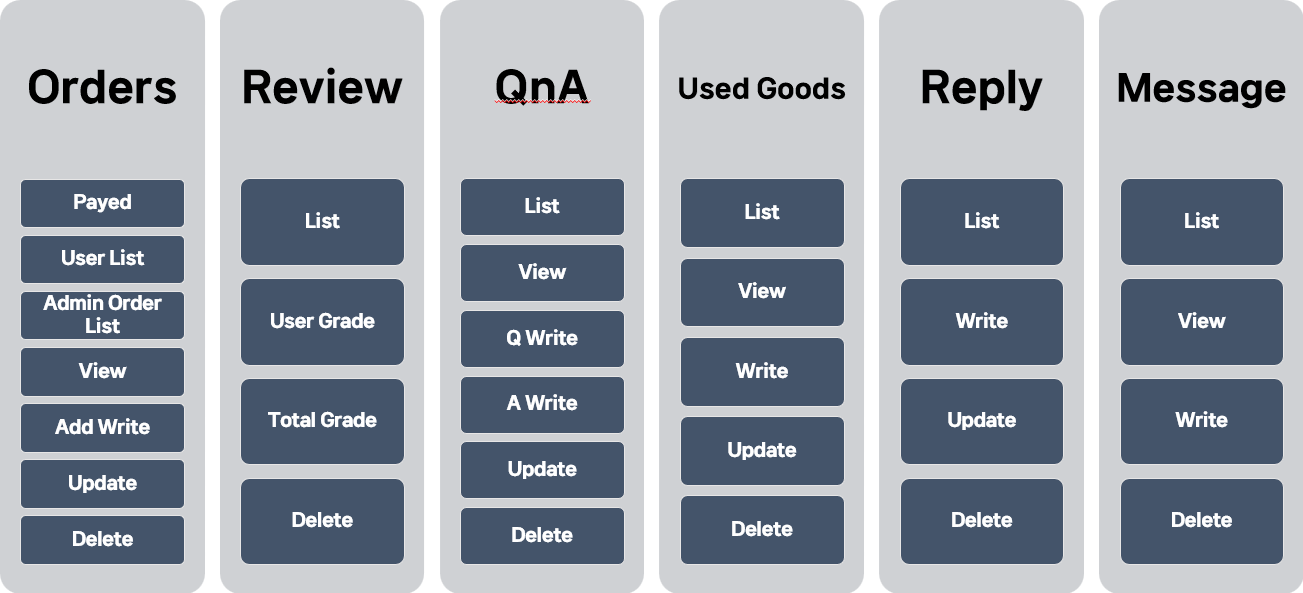 Orders
Payed
User List
Admin Order
List
View
Add Write
Update
Delete
Review
List
User Grade
Total Grade
Delete
QnA
List
View
Q Write
A Write
Update
Delete
Used Goods
List
View
Write
Update
Delete
Reply
List
Write
Update
Delete
Message
List
View
Write
Delete